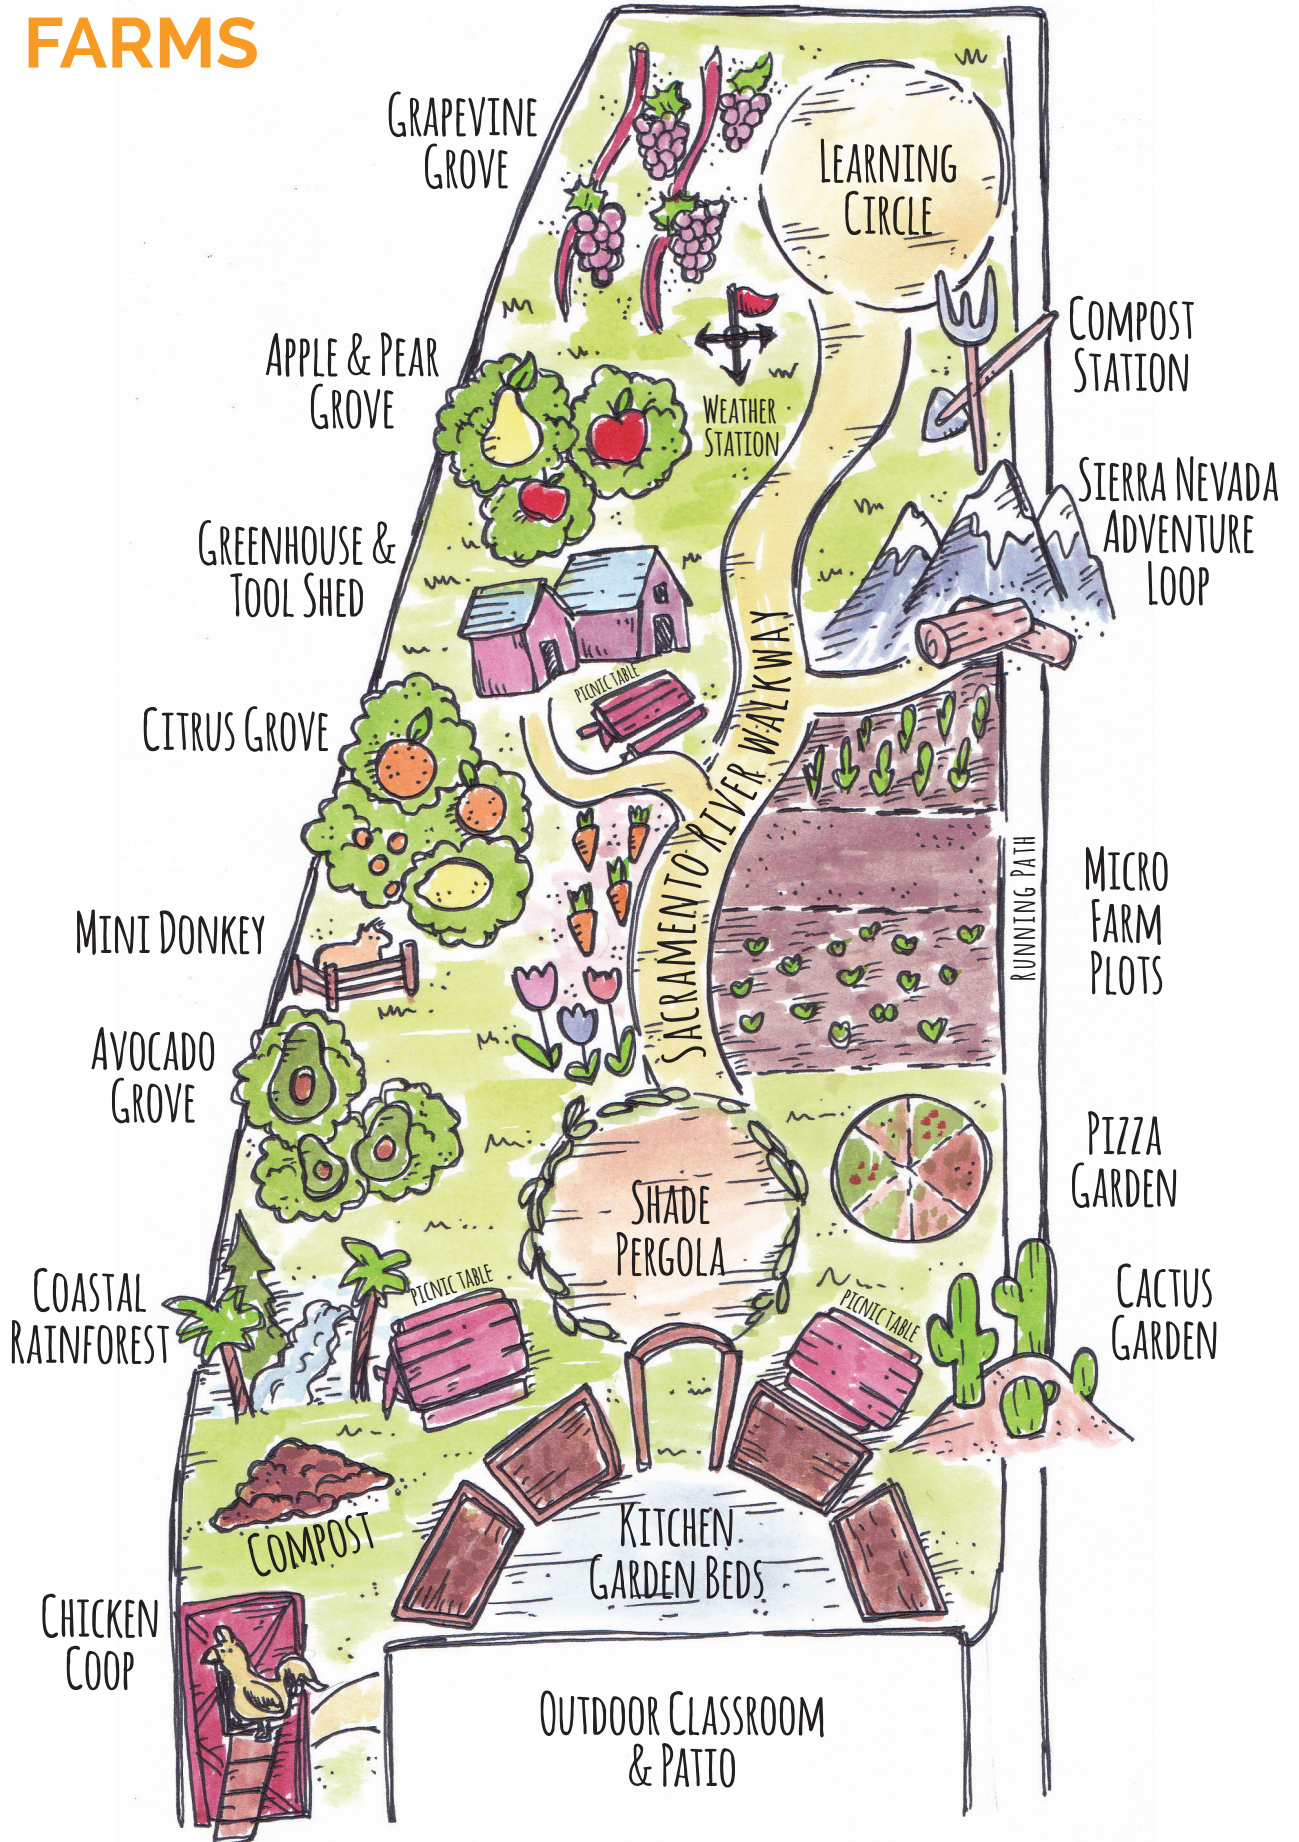 FARMS
GRAPEVINE
GROVE
LEARNING
CIRCLE
COMPOST
STATION
APPLE & PEAR
GROVE
WEATHER
STATION
SIERRA NEVADA
ADVENTURE
LOOP
GREENHOUSE &
TOOL SHED
PICNIC TABLE
CITRUS GROVE
SACRAMENTO RIVER WALKWAY
RUNNING PATH
MICRO
FARM
PLOTS
MINI DONKEY
AVOCADO
GROVE
PIZZA
GARDEN
SHADE
PERGOLA
COASTAL
RAINFOREST
PICNIC TABLE
PICNIC TABLE
CACTUS
GARDEN
COMPOST
KITCHEN
GARDEN BEDS
CHICKEN
COOP
OUTDOOR CLASSROOM
& PATIO